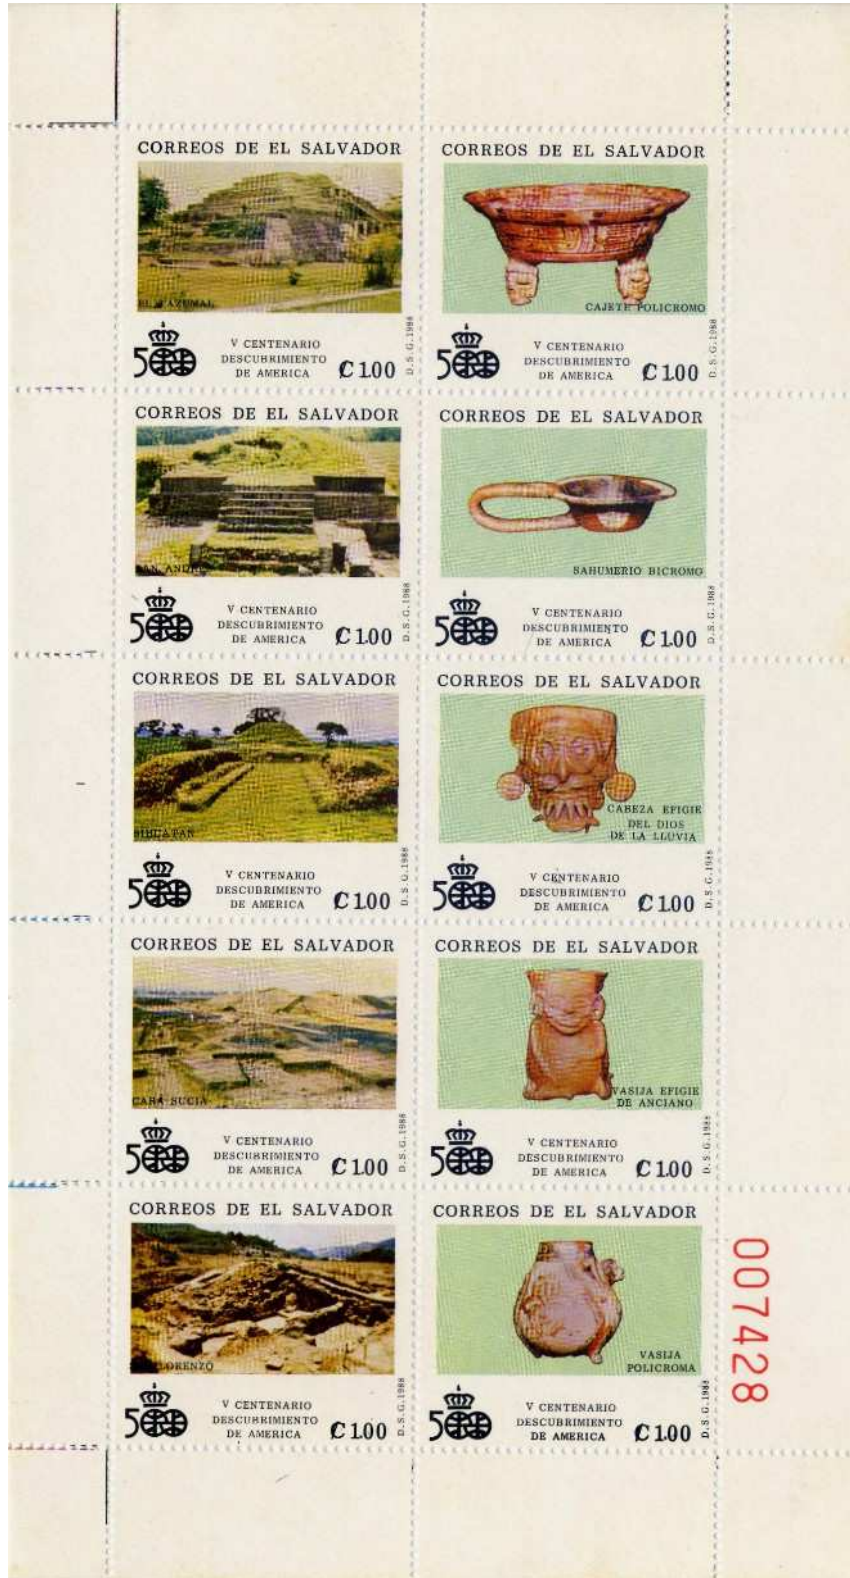 CORREOS DE EL SALVADOR
EL TAZUMAL
500
V CENTENARIO
DESCUBRIMIENTO
DE AMERICA
₡ 1.00
D.S.G.1988
CORREOS DE EL SALVADOR
CAJETE POLICROMO
500
V CENTENARIO
DESCUBRIMIENTO
DE AMERICA
₡ 1.00
D.S.G.1988
CORREOS DE EL SALVADOR
SAN ANDRES
500
V CENTENARIO
DESCUBRIMIENTO
DE AMERICA
₡ 1.00
D.S.G.1988
CORREOS DE EL SALVADOR
SAHUMERIO BICROMO
500
V CENTENARIO
DESCUBRIMIENTO
DE AMERICA
₡ 1.00
D.S.G.1988
CORREOS DE EL SALVADOR
SIHUATAN
500
V CENTENARIO
DESCUBRIMIENTO
DE AMERICA
₡ 1.00
D.S.G.1988
CORREOS DE EL SALVADOR
CABEZA EFIGIE
DEL DIOS
DE LA LLUVIA
500
V CENTENARIO
DESCUBRIMIENTO
DE AMERICA
₡ 1.00
D.S.G.1988
CORREOS DE EL SALVADOR
CARA SUCIA
500
V CENTENARIO
DESCUBRIMIENTO
DE AMERICA
₡ 1.00
D.S.G.1988
CORREOS DE EL SALVADOR
VASIJA EFIGIE
DE ANCIANO
500
V CENTENARIO
DESCUBRIMIENTO
DE AMERICA
₡ 1.00
D.S.G.1988
CORREOS DE EL SALVADOR
LORENZO
500
V CENTENARIO
DESCUBRIMIENTO
DE AMERICA
₡ 1.00
D.S.G.1988
CORREOS DE EL SALVADOR
VASIJA
POLICROMA
500
V CENTENARIO
DESCUBRIMIENTO
DE AMERICA
₡ 1.00
D.S.G.1988
007428